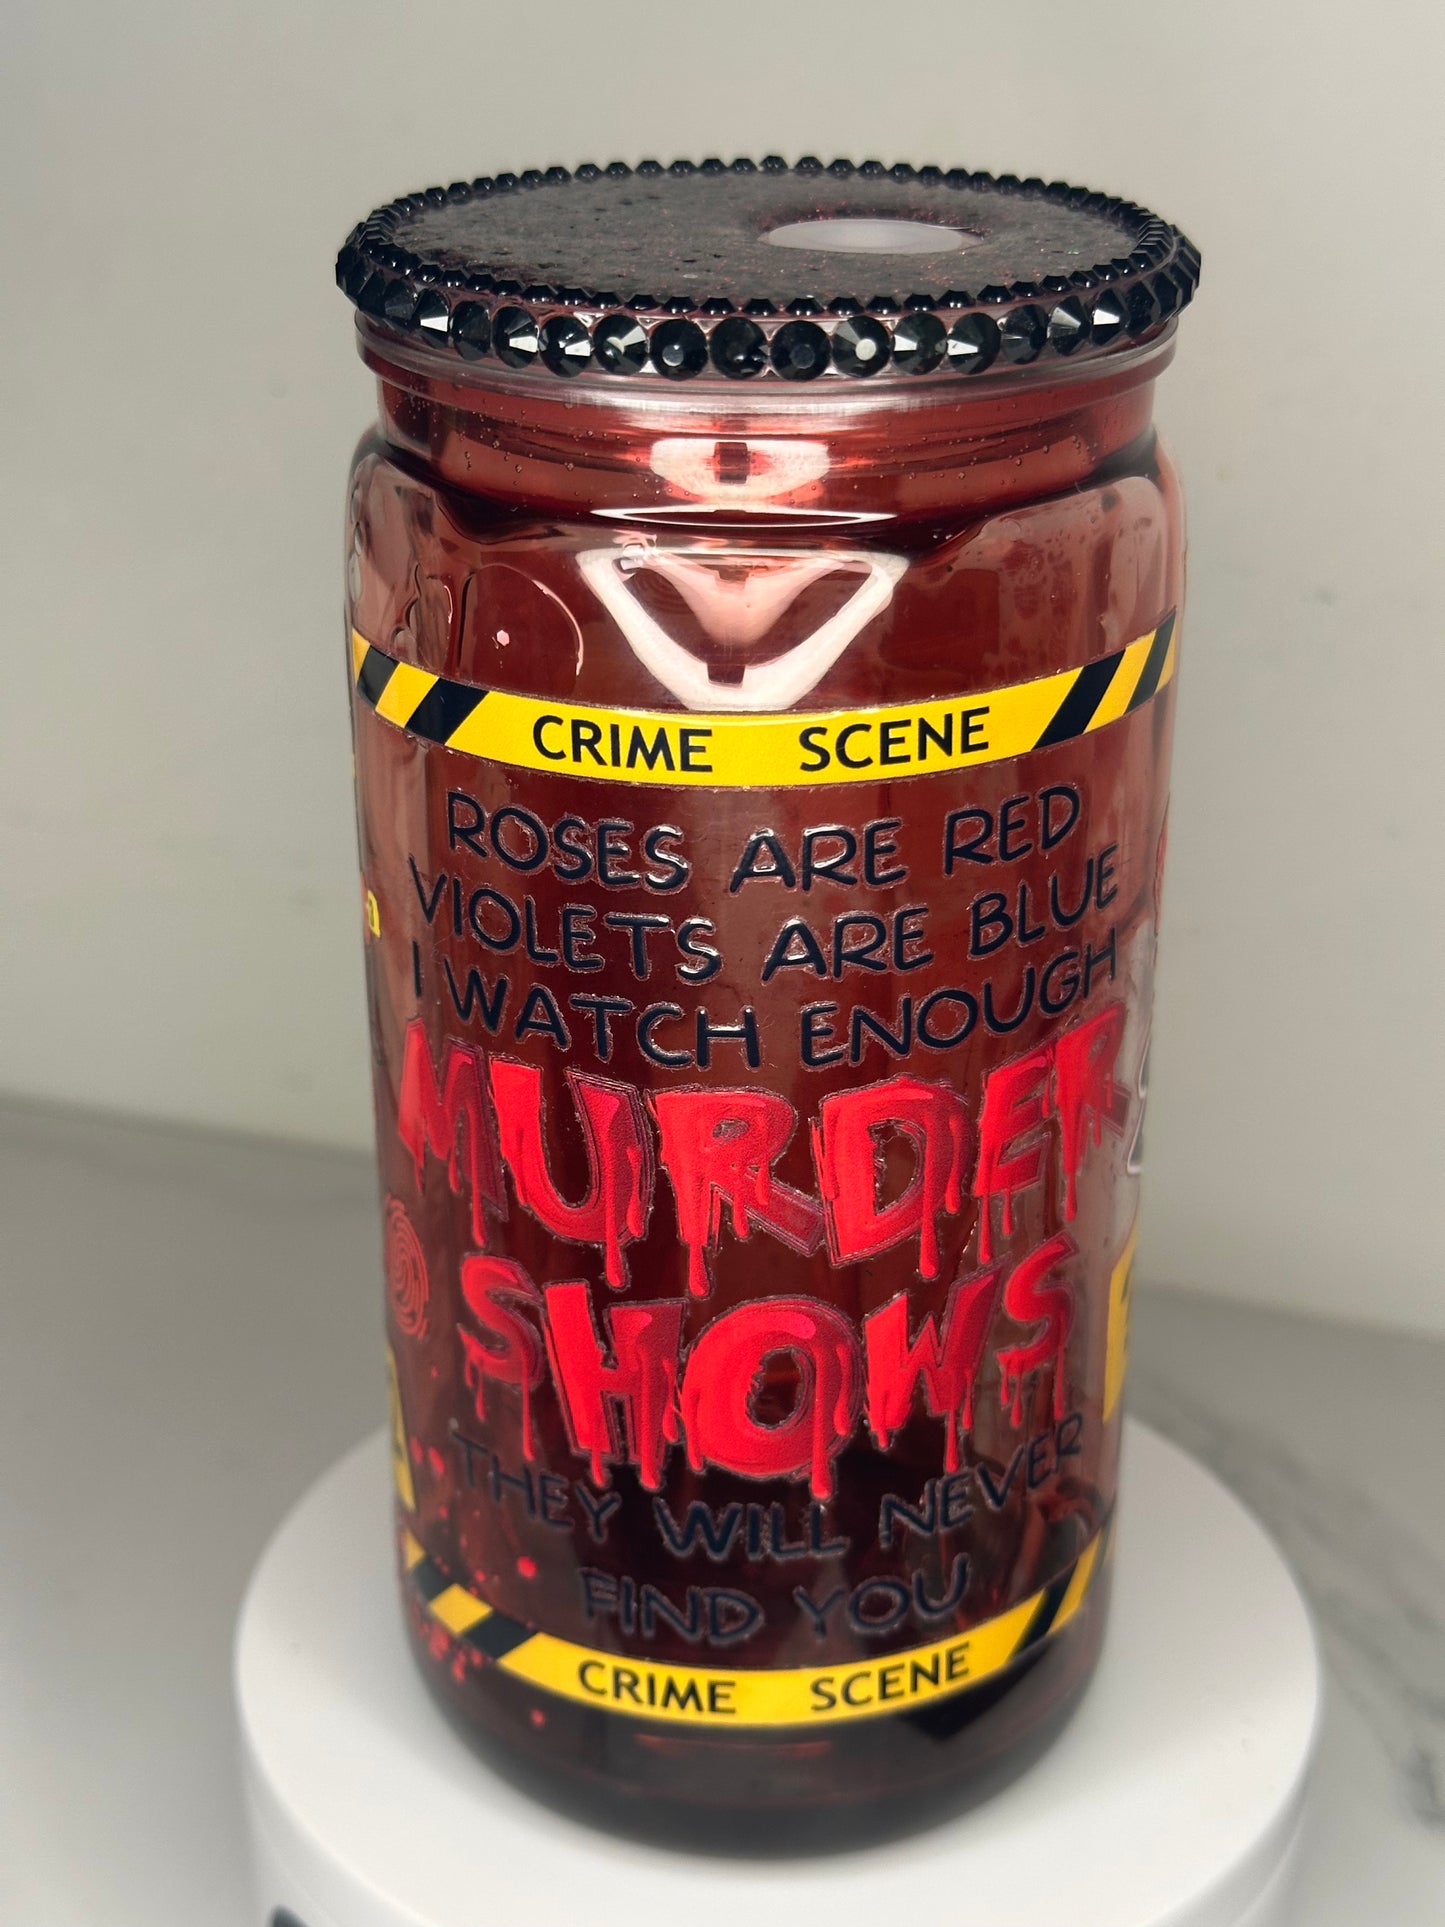 CRIME SCENE
ROSES ARE RED
VIOLETS ARE BLUE
I WATCH ENOUGH
MURDER
SHOWS
THEY WILL NEVER
FIND YOU
CRIME SCENE